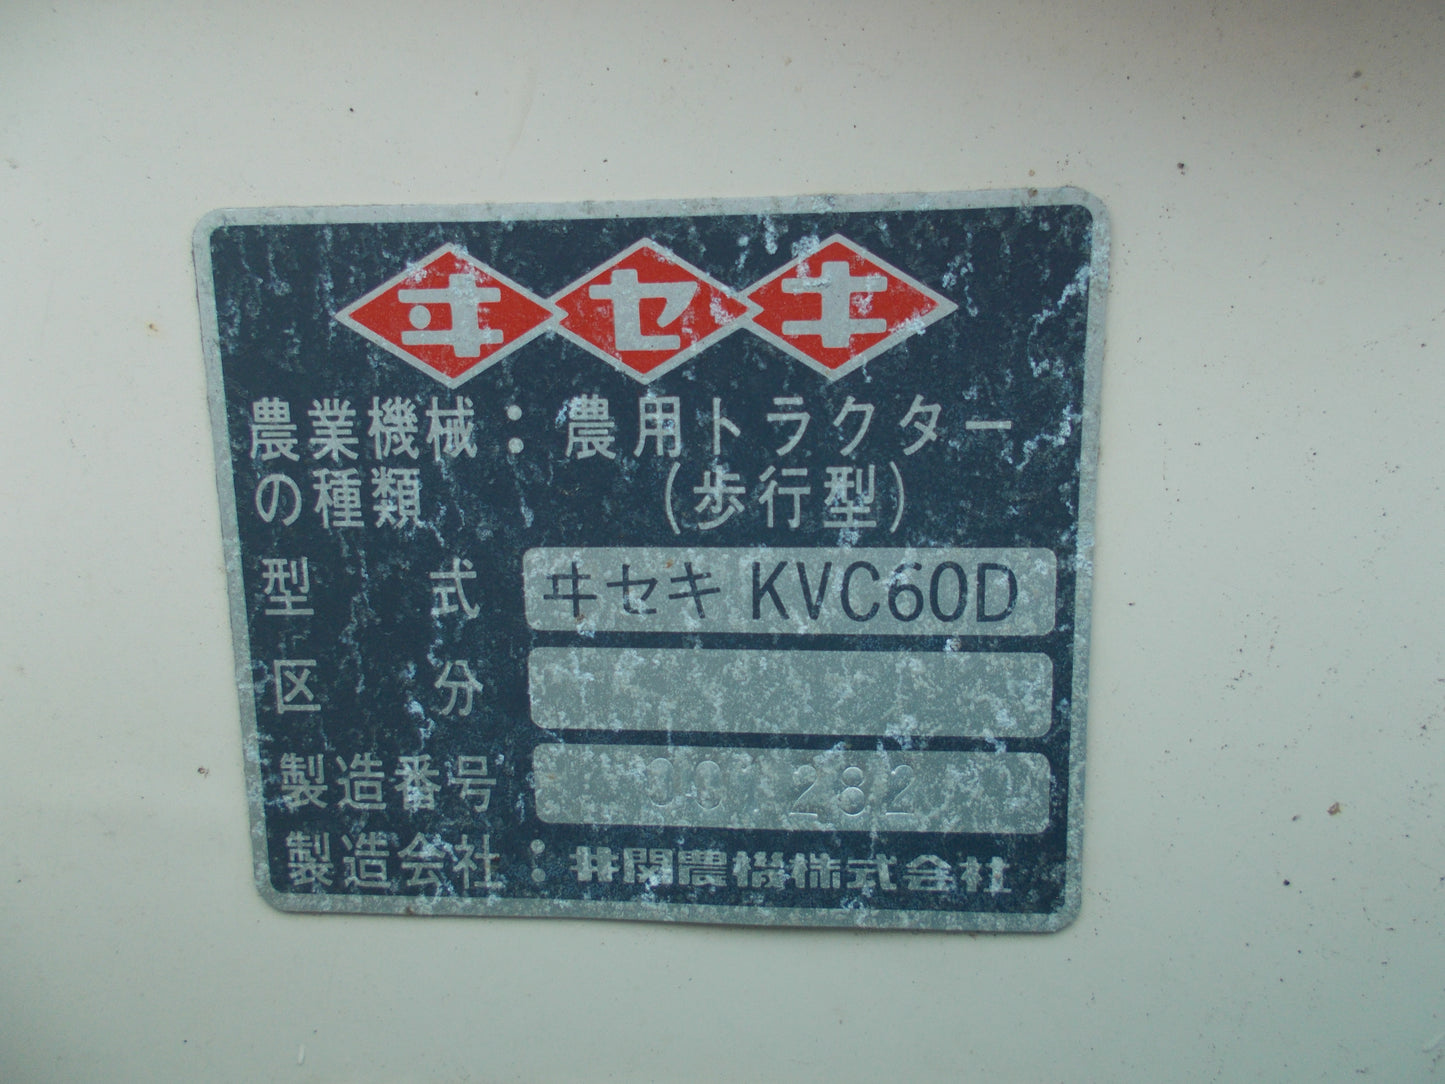 ヰセキ
農業機械：農用トラクター
の種類 (歩行型)
型式 ヰセキ KVC60D
区分
製造番号 00 282
製造会社：井関農機株式会社